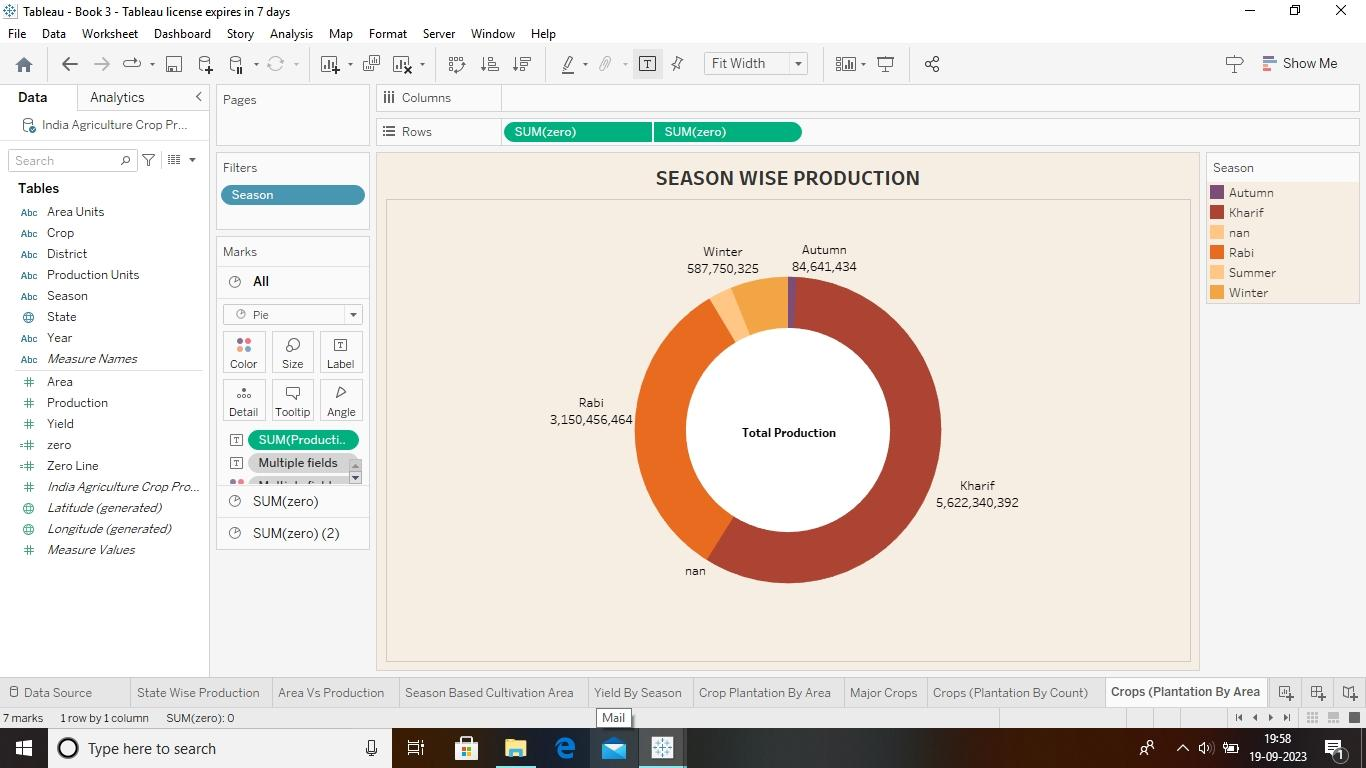 Tableau - Book 3 - Tableau license expires in 7 days
File Data Worksheet Dashboard Story Analysis Map Format Server Window Help
Fit Width
Show Me
Data Analytics
India Agriculture Crop Pr...
Search
Tables
Abc Area Units
Abc Crop
Abc District
Abc Production Units
Abc Season
State
Abc Year
Abc Measure Names
Area
Production
Yield
zero
Zero Line
India Agriculture Crop Pro...
Latitude (generated)
Longitude (generated)
Measure Values
Pages
Filters
Season
Marks
All
Pie
Color Size Label
Detail Tooltip Angle
SUM(Producti..
Multiple fields
SUM(zero)
SUM(zero) (2)
Columns
Rows SUM(zero) SUM(zero)
SEASON WISE PRODUCTION
Winter
587,750,325
Autumn
84,641,434
Rabi
3,150,456,464
Total Production
Kharif
5,622,340,392
nan
Season
Autumn
Kharif
nan
Rabi
Summer
Winter
Data Source State Wise Production Area Vs Production Season Based Cultivation Area Yield By Season Crop Plantation By Area Major Crops Crops (Plantation By Count) Crops (Plantation By Area
7 marks 1 row by 1 column SUM(zero): 0
Mail
Type here to search
19:58
19-09-2023
1